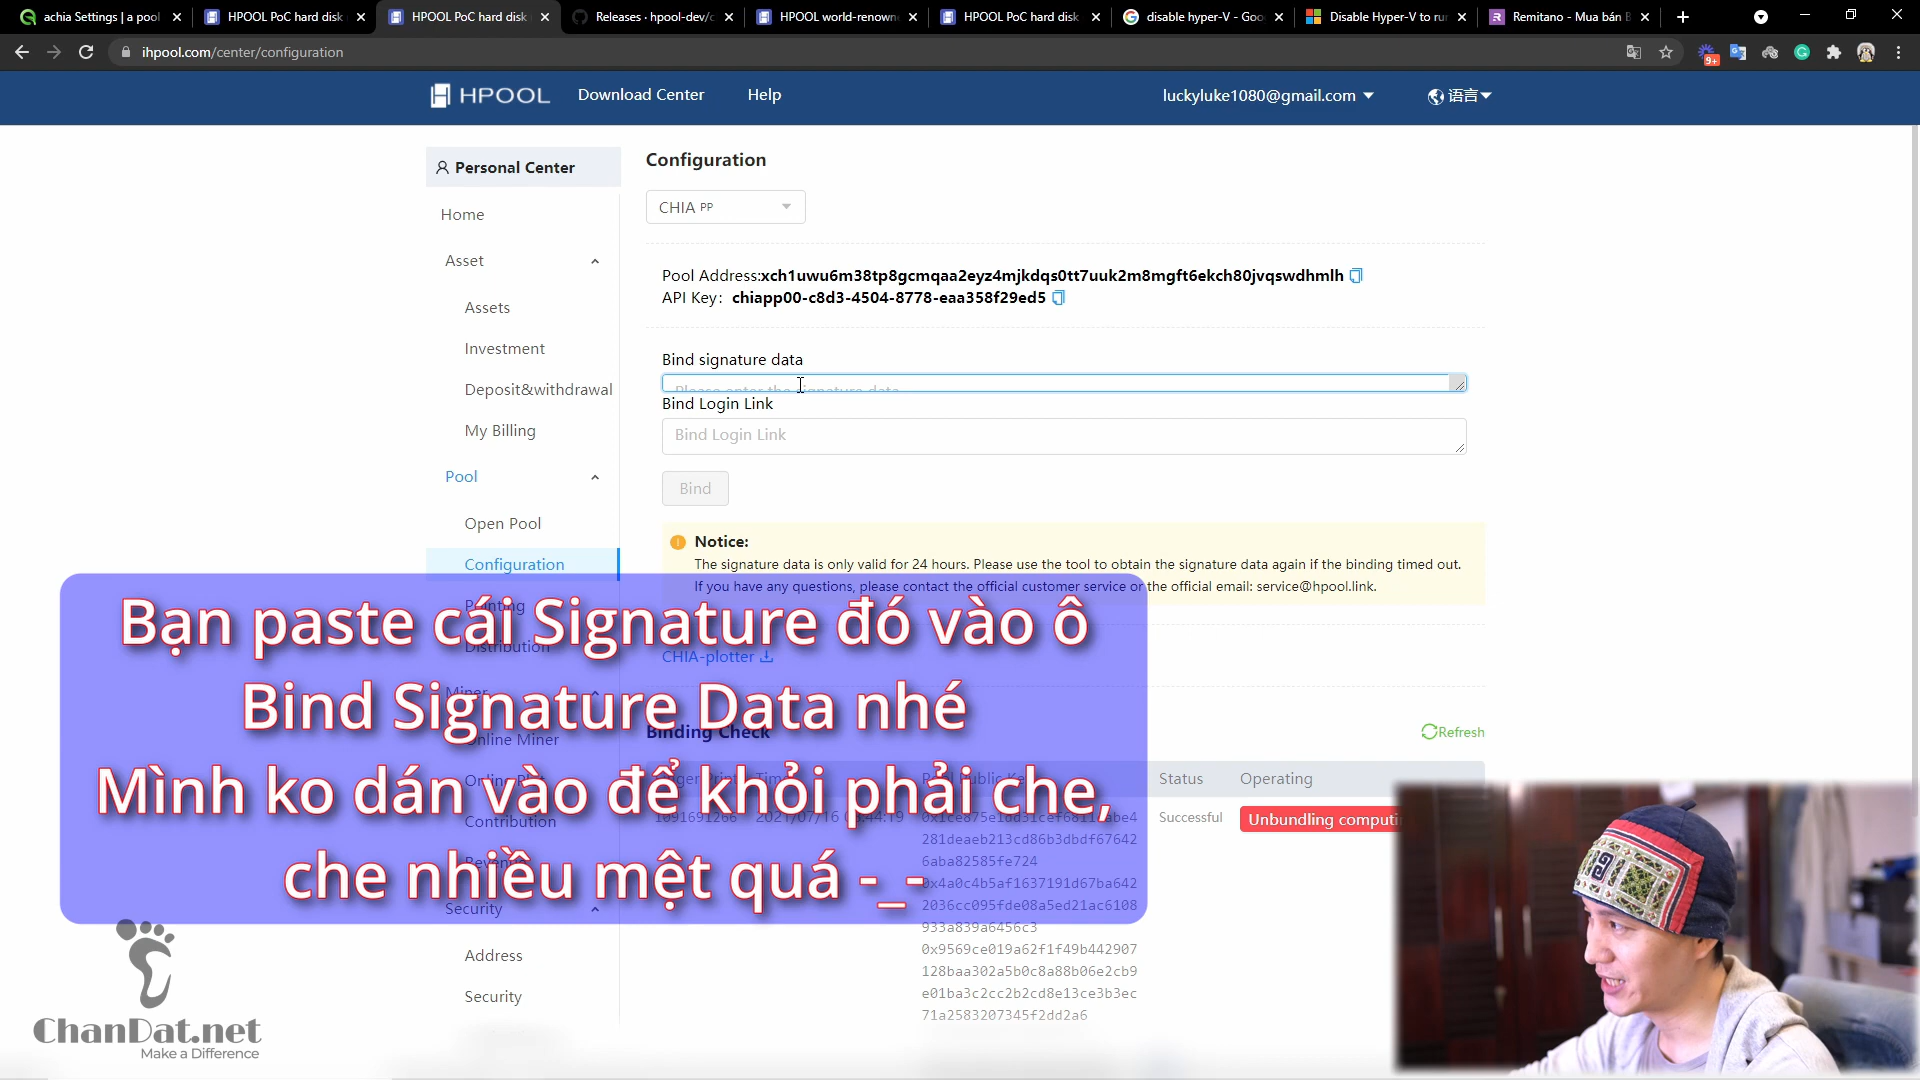 achia Settings | a pool
HPOOL PoC hard disk
HPOOL PoC hard disk
Releases · hpool-dev/c
HPOOL world-renown
HPOOL PoC hard disk
disable hyper-V - Goo
Disable Hyper-V to ru
Remitano - Mua bán B
ihpool.com/center/configuration
9+
HPOOL
Download Center
Help
luckyluke1080@gmail.com
语言
Personal Center
Home
Asset
Assets
Investment
Deposit&withdrawal
My Billing
Pool
Open Pool
Configuration
Distribution
Online Miner
Contribution
Security
Address
Security
Configuration
CHIA PP
Pool Address:xch1uwu6m38tp8gcmqaa2eyz4mjkdqs0tt7uuk2m8mgft6ekch80jvqswdhmlh
API Key: chiapp00-c8d3-4504-8778-eaa358f29ed5
Bind signature data
Please enter the signature data
Bind Login Link
Bind Login Link
Bind
Notice:
The signature data is only valid for 24 hours. Please use the tool to obtain the signature data again if the binding timed out.
If you have any questions, please contact the official customer service or the official email: service@hpool.link.
CHIA-plotter
Binding Check
Refresh
Status
Operating
Successful
Unbundling computi
281deaeb213cd86b3dbdf67642
6aba82585fe724
0x4a0c4b5af1637191d67ba642
2036cc095fde08a5ed21ac6108
933a839a6456c3
0x9569ce019a62f1f49b442907
128baa302a5b0c8a88b06e2cb9
e01ba3c2cc2b2cd8e13ce3b3ec
71a2583207345f2dd2a6
Bạn paste cái Signature đó vào ô
Bind Signature Data nhé
Mình ko dán vào để khỏi phải che,
che nhiều mệt quá -_-
ChanDat.net
Make a Difference